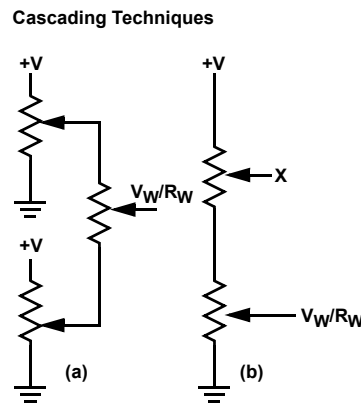 Cascading Techniques
+V
+V
X
V_W/R_W
+V
V_W/R_W
(a)
(b)